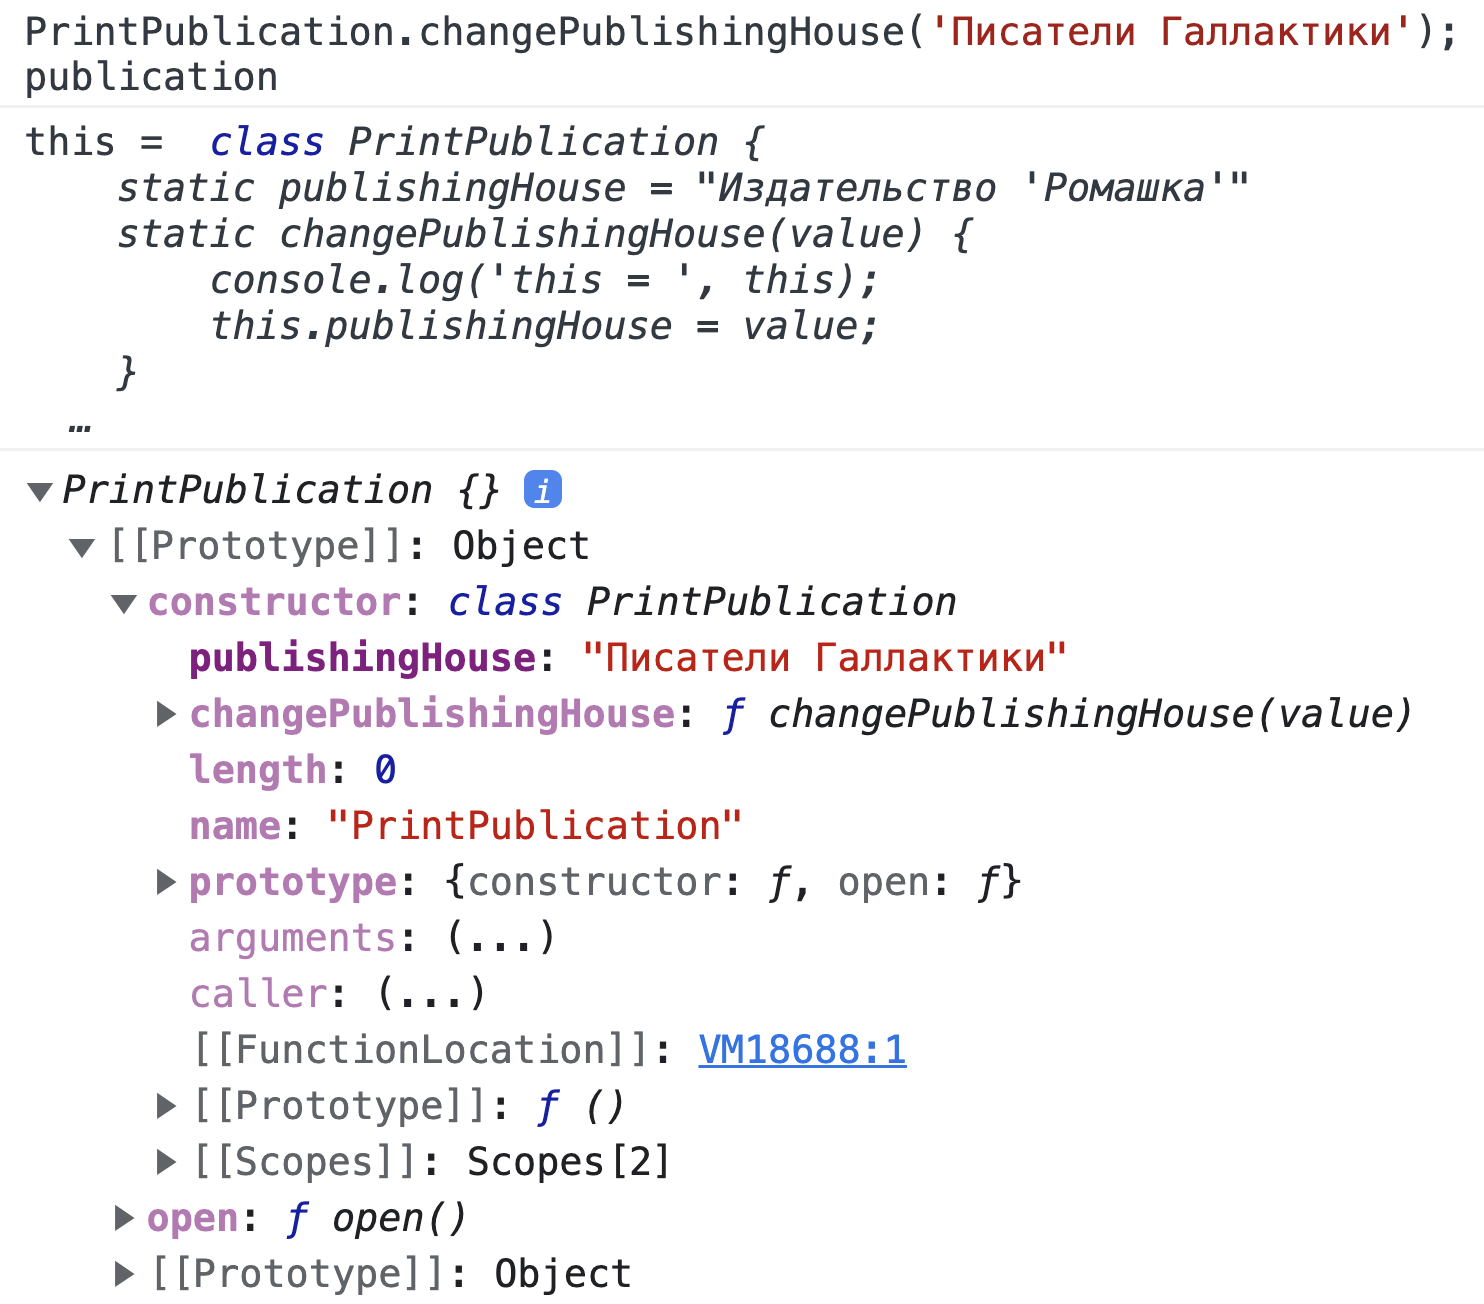 PrintPublication.changePublishingHouse('Писатели Галлактики');
publication
this =  class PrintPublication {
    static publishingHouse = "Издательство 'Ромашка'"
    static changePublishingHouse(value) {
        console.log('this = ', this);
        this.publishingHouse = value;
    }
  …
▼PrintPublication {} i
▼[[Prototype]]: Object
▼constructor: class PrintPublication
publishingHouse: "Писатели Галлактики"
▶changePublishingHouse: ƒ changePublishingHouse(value)
length: 0
name: "PrintPublication"
▶prototype: {constructor: ƒ, open: ƒ}
arguments: (...)
caller: (...)
[[FunctionLocation]]: VM18688:1
▶[[Prototype]]: ƒ ()
▶[[Scopes]]: Scopes[2]
▶open: ƒ open()
▶[[Prototype]]: Object